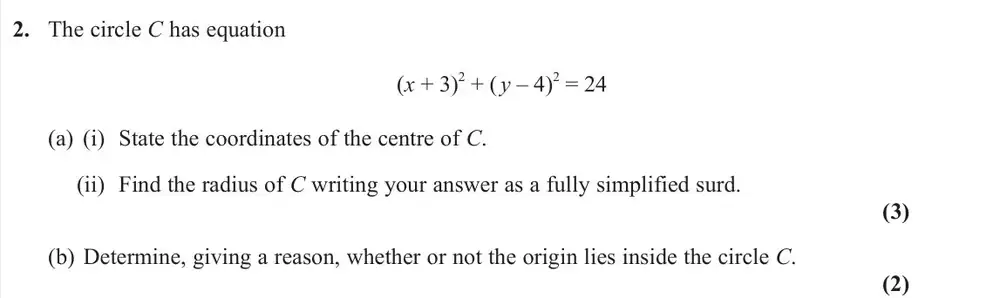 2. The circle C has equation
(x + 3)² + (y – 4)² = 24
(a) (i) State the coordinates of the centre of C.
(ii) Find the radius of C writing your answer as a fully simplified surd.
(3)
(b) Determine, giving a reason, whether or not the origin lies inside the circle C.
(2)